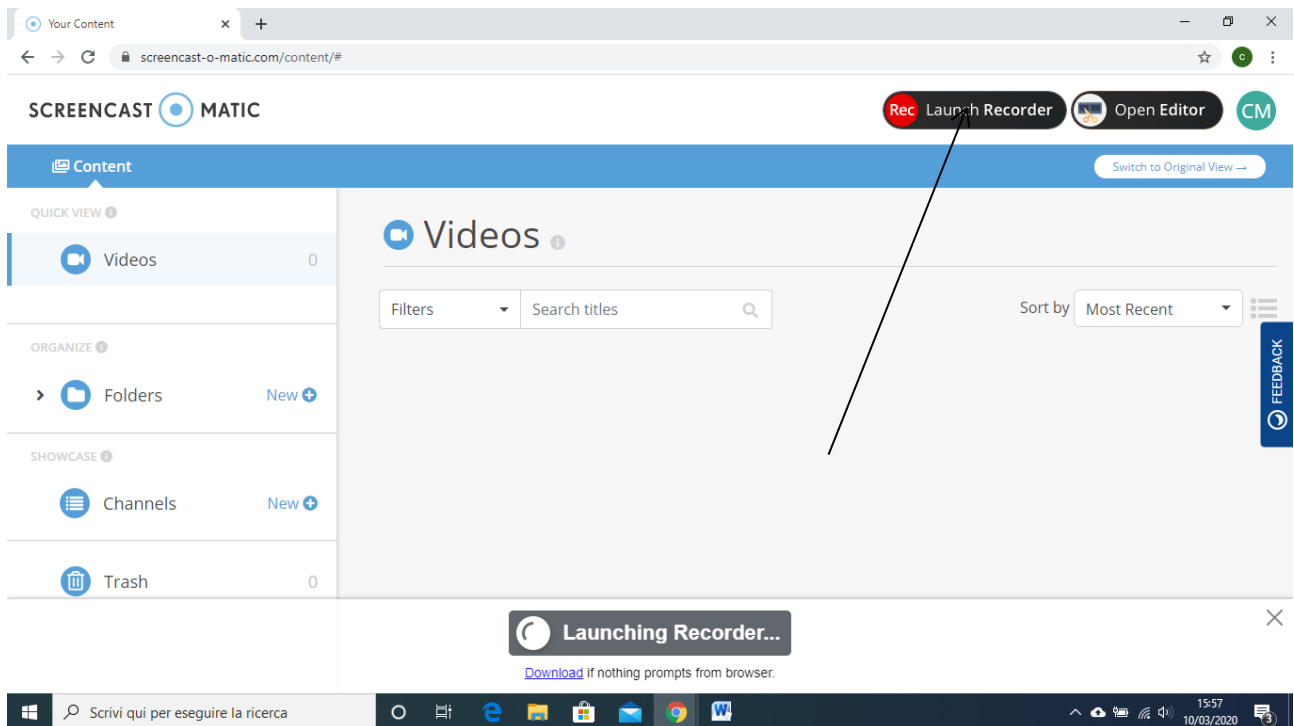 Your Content
screencast-o-matic.com/content/#
C
SCREENCAST MATIC
Rec Launch Recorder
Open Editor
CM
Content
Switch to Original View →
QUICK VIEW
Videos 0
Videos
Filters
Search titles
Sort by
Most Recent
ORGANIZE
Folders New
FEEDBACK
SHOWCASE
Channels New
Trash 0
Launching Recorder...
Download if nothing prompts from browser.
Scrivi qui per eseguire la ricerca
15:57
10/03/2020
3